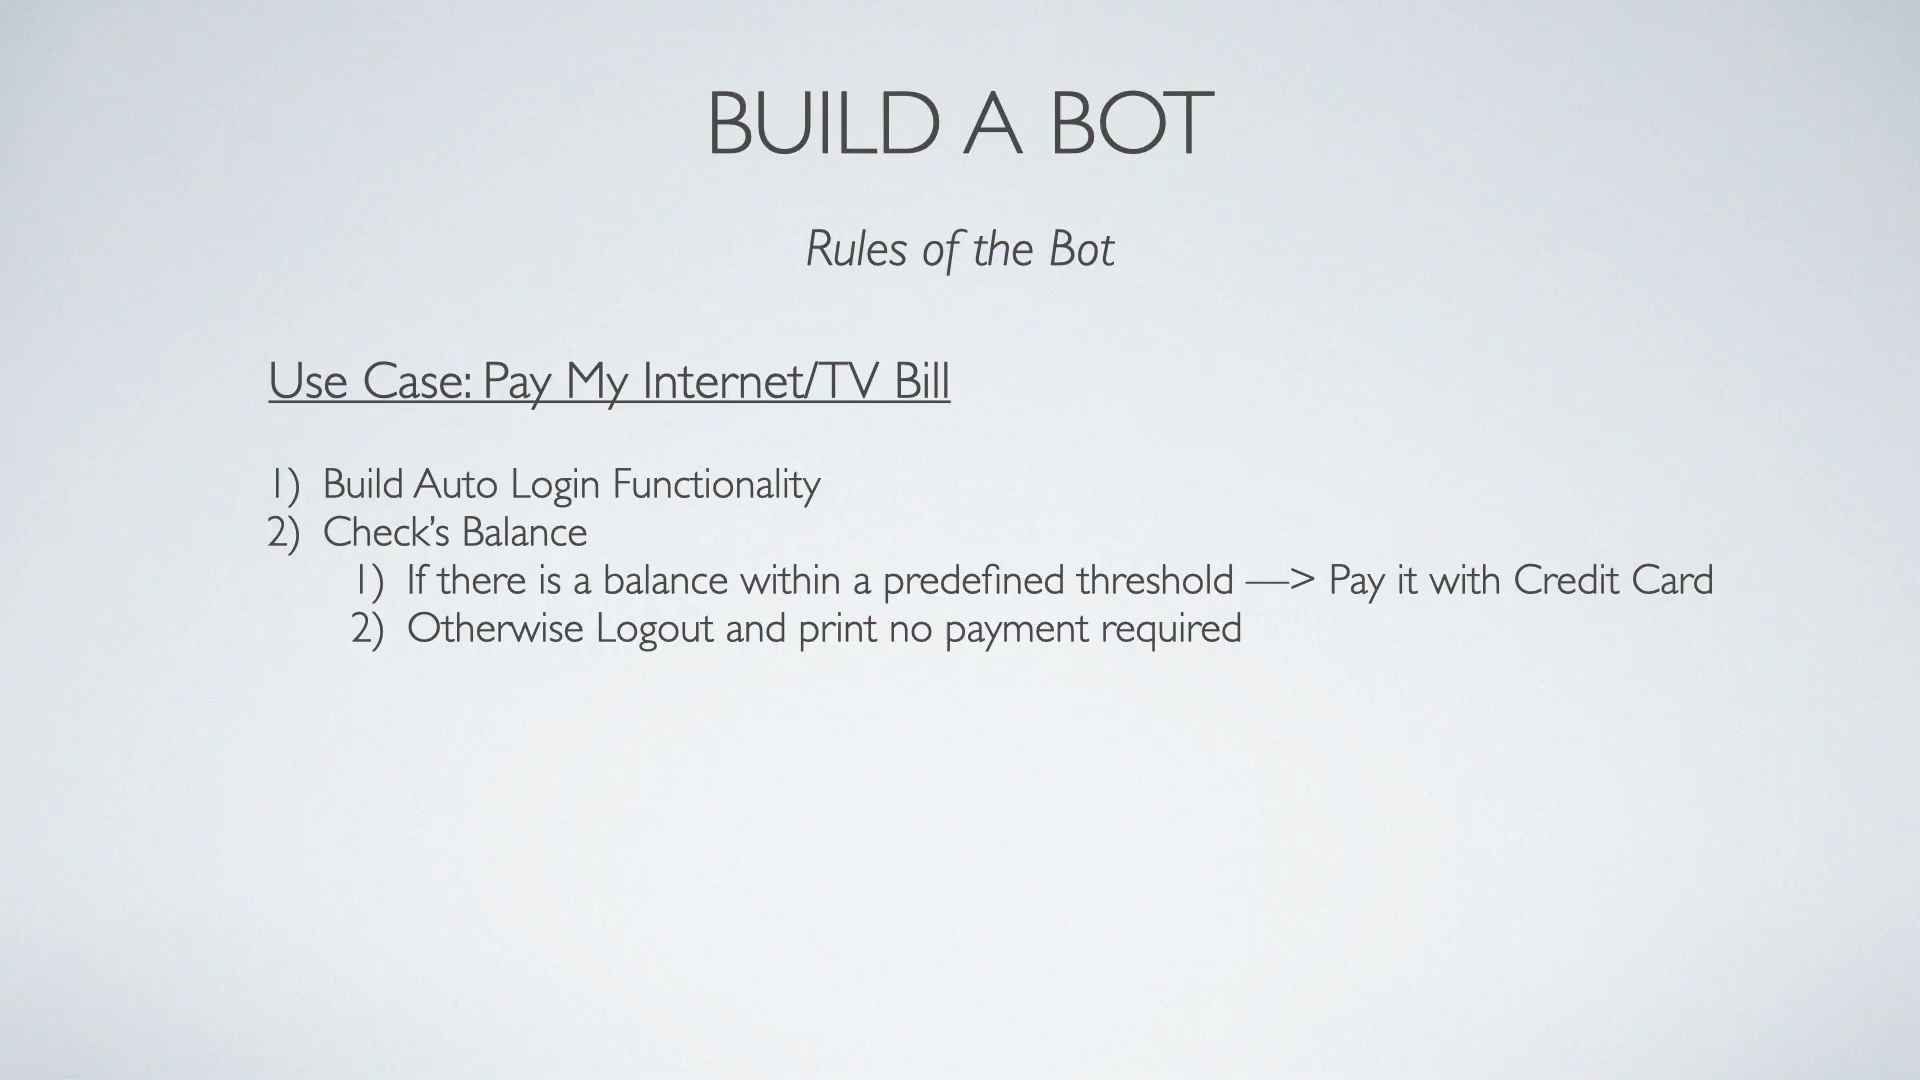 BUILD A BOT
Rules of the Bot
Use Case: Pay My Internet/TV Bill
1) Build Auto Login Functionality
2) Check’s Balance
1) If there is a balance within a predefined threshold —> Pay it with Credit Card
2) Otherwise Logout and print no payment required